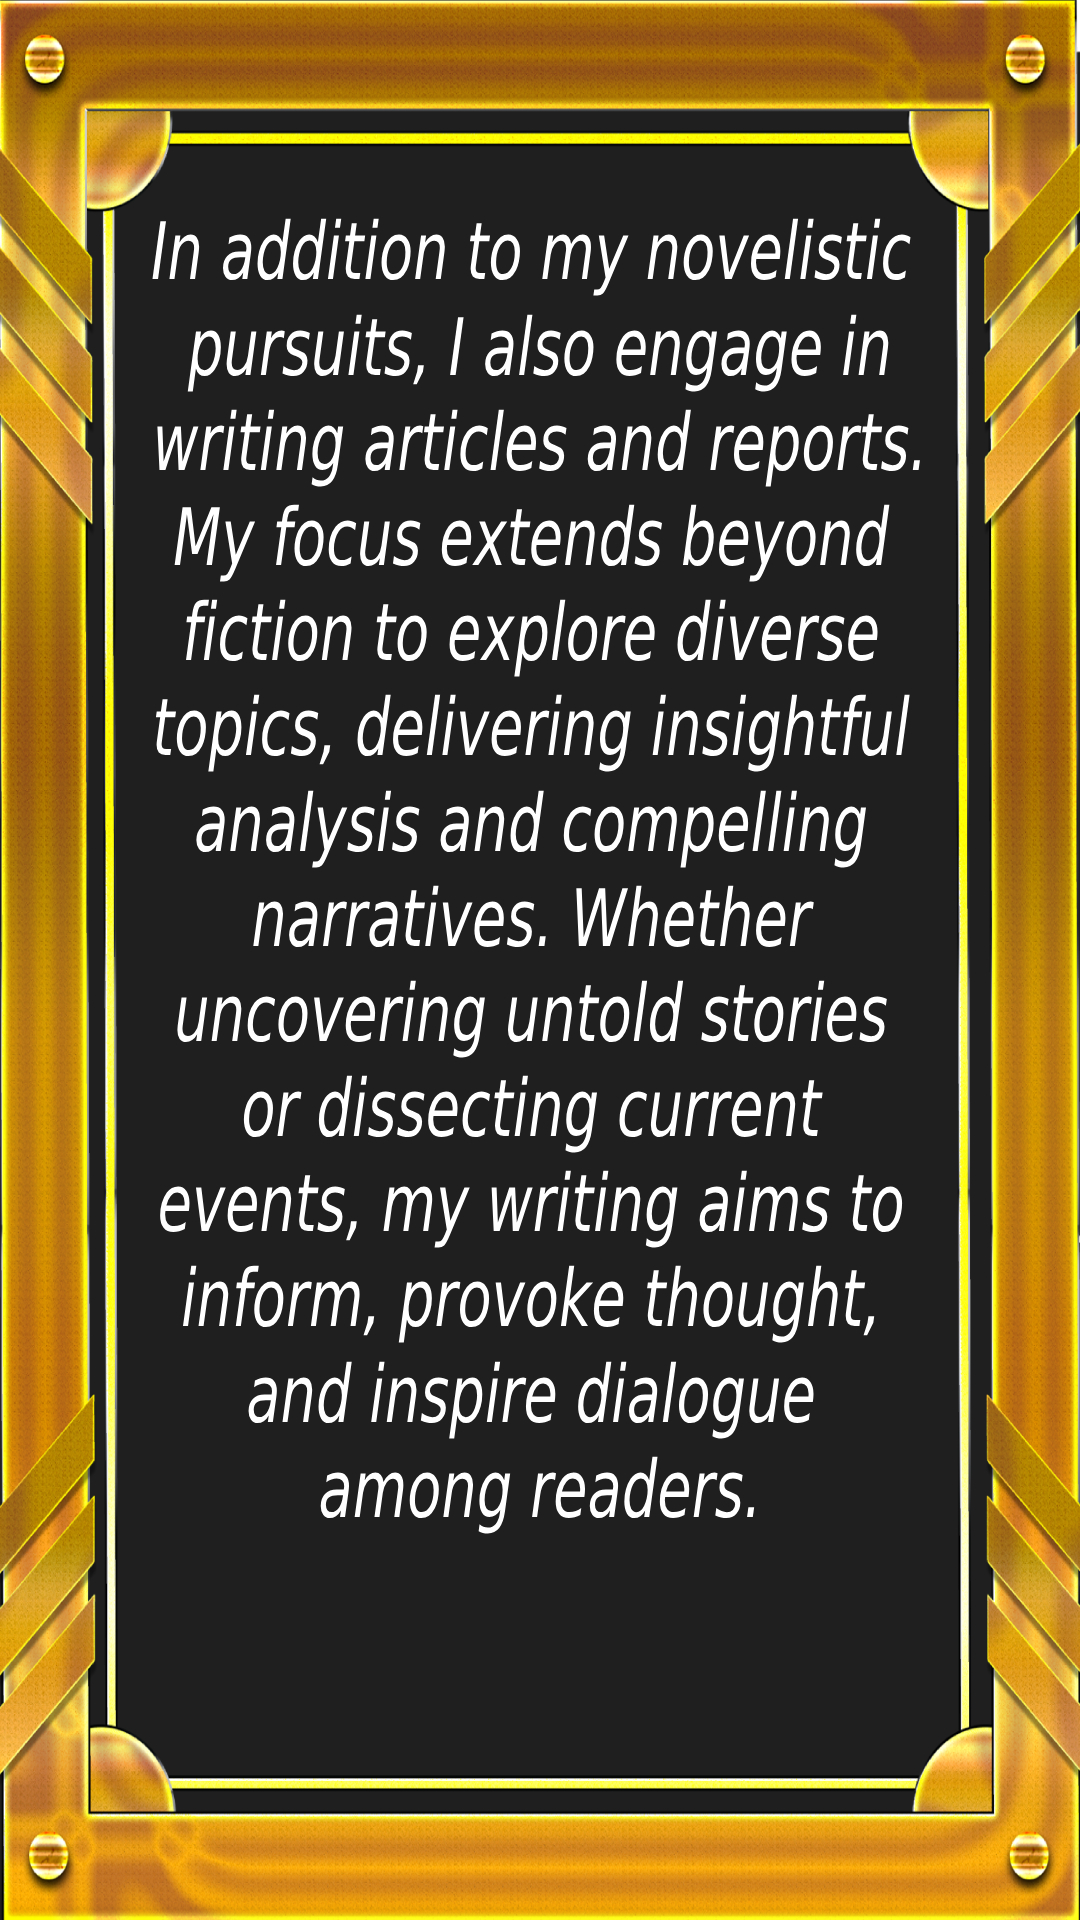 In addition to my novelistic
pursuits, I also engage in
writing articles and reports.
My focus extends beyond
fiction to explore diverse
topics, delivering insightful
analysis and compelling
narratives. Whether
uncovering untold stories
or dissecting current
events, my writing aims to
inform, provoke thought,
and inspire dialogue
among readers.